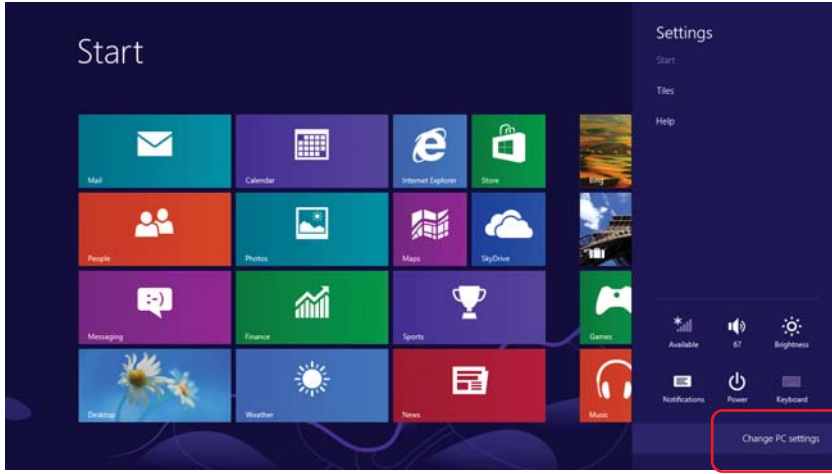 Start
Mail
Calendar
Internet Explorer
Store
Bing
People
Photos
Maps
SkyDrive
Messaging
Finance
Sports
Games
Desktop
Weather
News
Music
Settings
Start
Tiles
Help
Available
67
Brightness
Notifications
Power
Keyboard
Change PC settings